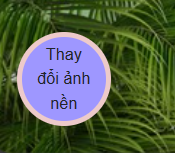 Thay
đổi ảnh
nền